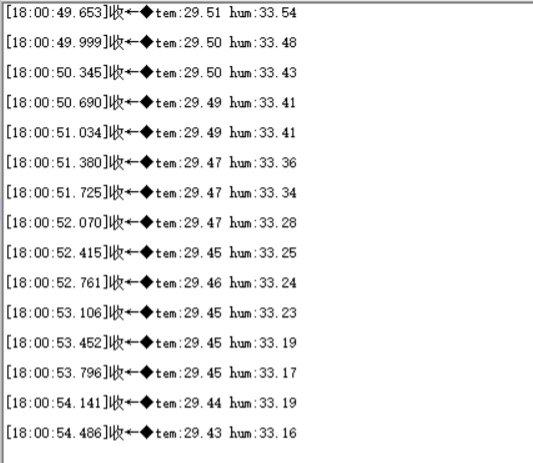 [18:00:49.653]收←◆tem:29.51 hum:33.54
[18:00:49.999]收←◆tem:29.50 hum:33.48
[18:00:50.345]收←◆tem:29.50 hum:33.43
[18:00:50.690]收←◆tem:29.49 hum:33.41
[18:00:51.034]收←◆tem:29.49 hum:33.41
[18:00:51.380]收←◆tem:29.47 hum:33.36
[18:00:51.725]收←◆tem:29.47 hum:33.34
[18:00:52.070]收←◆tem:29.47 hum:33.28
[18:00:52.415]收←◆tem:29.45 hum:33.25
[18:00:52.761]收←◆tem:29.46 hum:33.24
[18:00:53.106]收←◆tem:29.45 hum:33.23
[18:00:53.452]收←◆tem:29.45 hum:33.19
[18:00:53.796]收←◆tem:29.45 hum:33.17
[18:00:54.141]收←◆tem:29.44 hum:33.19
[18:00:54.486]收←◆tem:29.43 hum:33.16